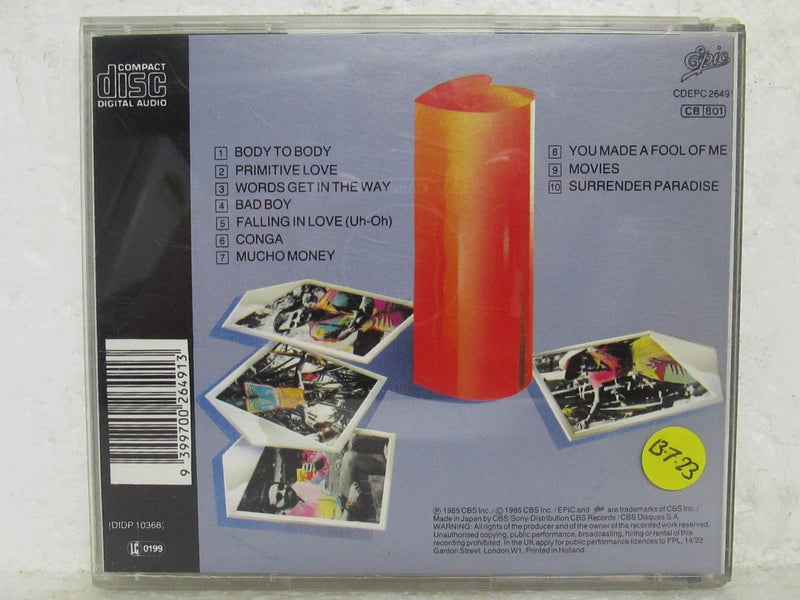 COMPACT
disc
DIGITAL AUDIO
Epic
CDEPC 26491
CB 801
1 BODY TO BODY
2 PRIMITIVE LOVE
3 WORDS GET IN THE WAY
4 BAD BOY
5 FALLING IN LOVE (Uh-Oh)
6 CONGA
7 MUCHO MONEY
8 YOU MADE A FOOL OF ME
9 MOVIES
10 SURRENDER PARADISE
9 399700 264913
(DIDP 10368)
LC 0199
13-7-23
℗ 1985 CBS Inc. / © 1985 CBS Inc. / EPIC and Epic are trademarks of CBS Inc. /
Made in Japan by CBS/Sony/Distribution CBS Records / CBS Disques S.A.
WARNING: All rights of the producer and of the owner of the recorded work reserved.
Unauthorised copying, public performance, broadcasting, hiring or rental of this
recording prohibited. In the UK apply for public performance licences to PPL, 14/22
Ganton Street, London W1. Printed in Holland.